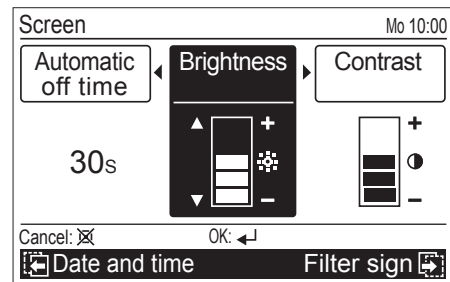 Screen Mo 10:00
Automatic off time
Brightness
Contrast
30s
+
−
+
−
Cancel: OK:
Date and time Filter sign